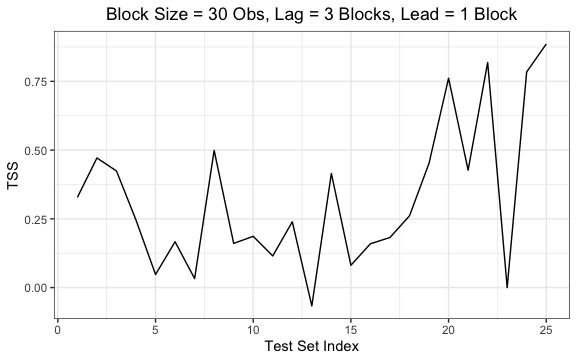 Block Size = 30 Obs, Lag = 3 Blocks, Lead = 1 Block
TSS
0.75
0.50
0.25
0.00
0 5 10 15 20 25
Test Set Index